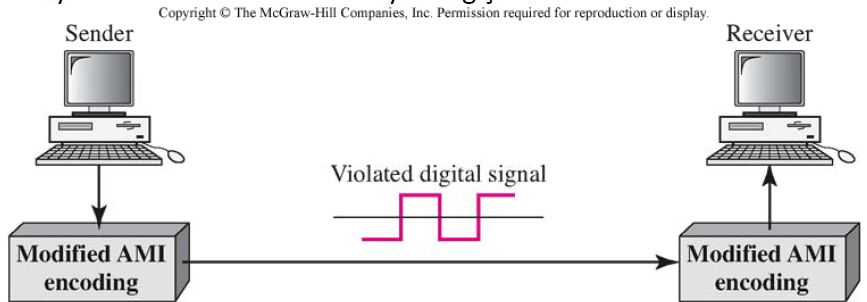 Copyright © The McGraw-Hill Companies, Inc. Permission required for reproduction or display.
Sender
Receiver
Violated digital signal
Modified AMI
encoding
Modified AMI
encoding